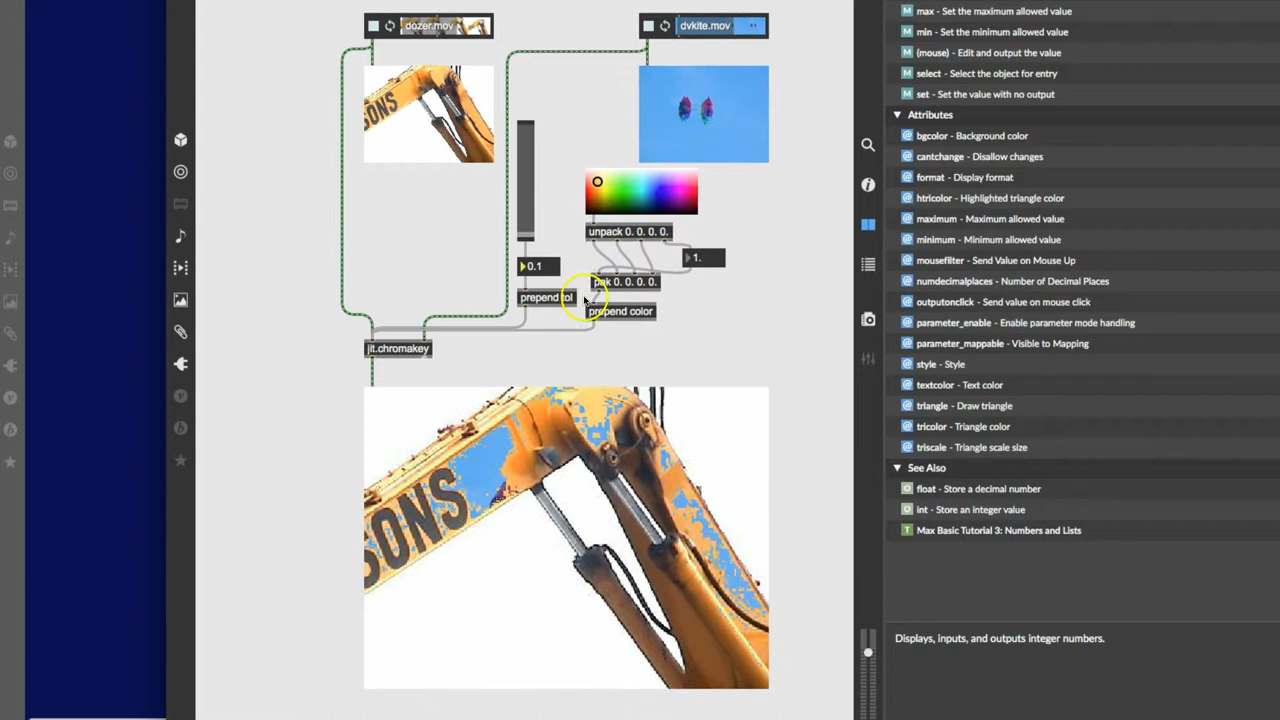 dozer.mov
dvkite.mov
SONS
unpack 0. 0. 0. 0.
1.
0.1
pak 0. 0. 0. 0.
prepend tol
prepend color
jit.chromakey
SONS
max - Set the maximum allowed value
min - Set the minimum allowed value
(mouse) - Edit and output the value
select - Select the object for entry
set - Set the value with no output
Attributes
bgcolor - Background color
cantchange - Disallow changes
format - Display format
htricolor - Highlighted triangle color
maximum - Maximum allowed value
minimum - Minimum allowed value
mousefilter - Send Value on Mouse Up
numdecimalplaces - Number of Decimal Places
outputonclick - Send value on mouse click
parameter_enable - Enable parameter mode handling
parameter_mappable - Visible to Mapping
style - Style
textcolor - Text color
triangle - Draw triangle
tricolor - Triangle color
triscale - Triangle scale size
See Also
float - Store a decimal number
int - Store an integer value
Max Basic Tutorial 3: Numbers and Lists
Displays, inputs, and outputs integer numbers.